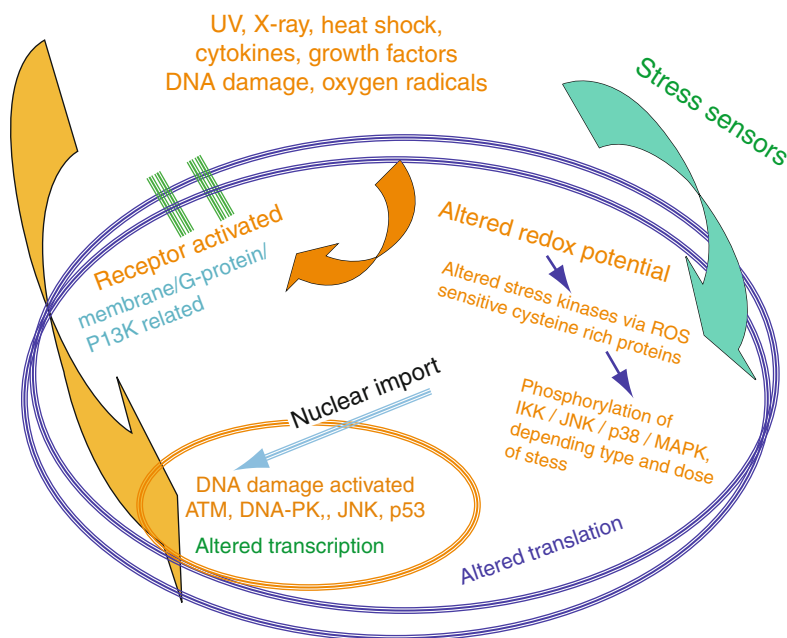 UV, X-ray, heat shock,
cytokines, growth factors
DNA damage, oxygen radicals
Stress sensors
Receptor activated
membrane/G-protein/
P13K related
Altered redox potential
Altered stress kinases via ROS
sensitive cysteine rich proteins
Phosphorylation of
IKK / JNK / p38 / MAPK,
depending type and dose
of stess
Nuclear import
DNA damage activated
ATM, DNA-PK,, JNK, p53
Altered transcription
Altered translation